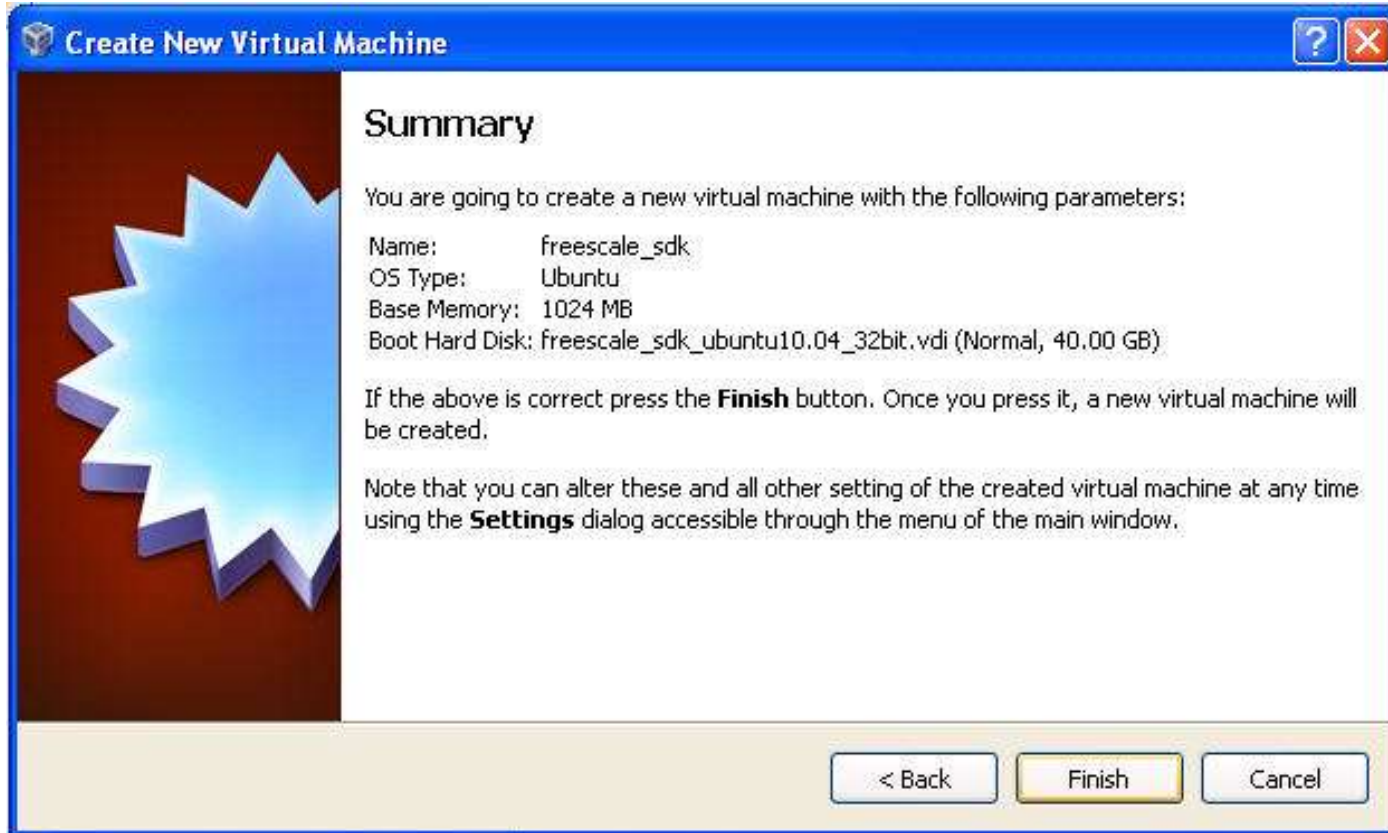 Create New Virtual Machine
?
Summary
You are going to create a new virtual machine with the following parameters:
Name: freescale_sdk
OS Type: Ubuntu
Base Memory: 1024 MB
Boot Hard Disk: freescale_sdk_ubuntu10.04_32bit.vdi (Normal, 40.00 GB)
If the above is correct press the Finish button. Once you press it, a new virtual machine will
be created.
Note that you can alter these and all other setting of the created virtual machine at any time
using the Settings dialog accessible through the menu of the main window.
< Back Finish Cancel